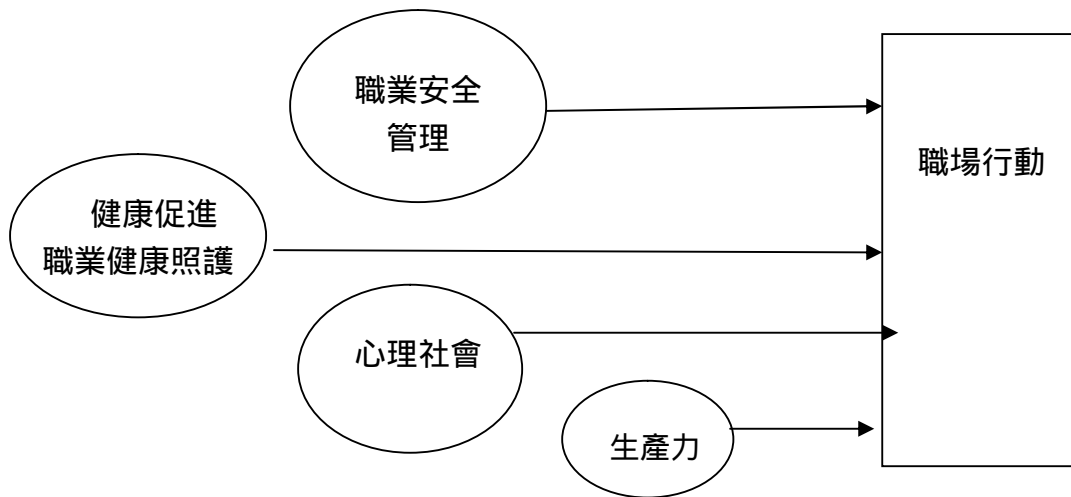 職業安全
管理
職場行動
健康促進
職業健康照護
心理社會
生產力